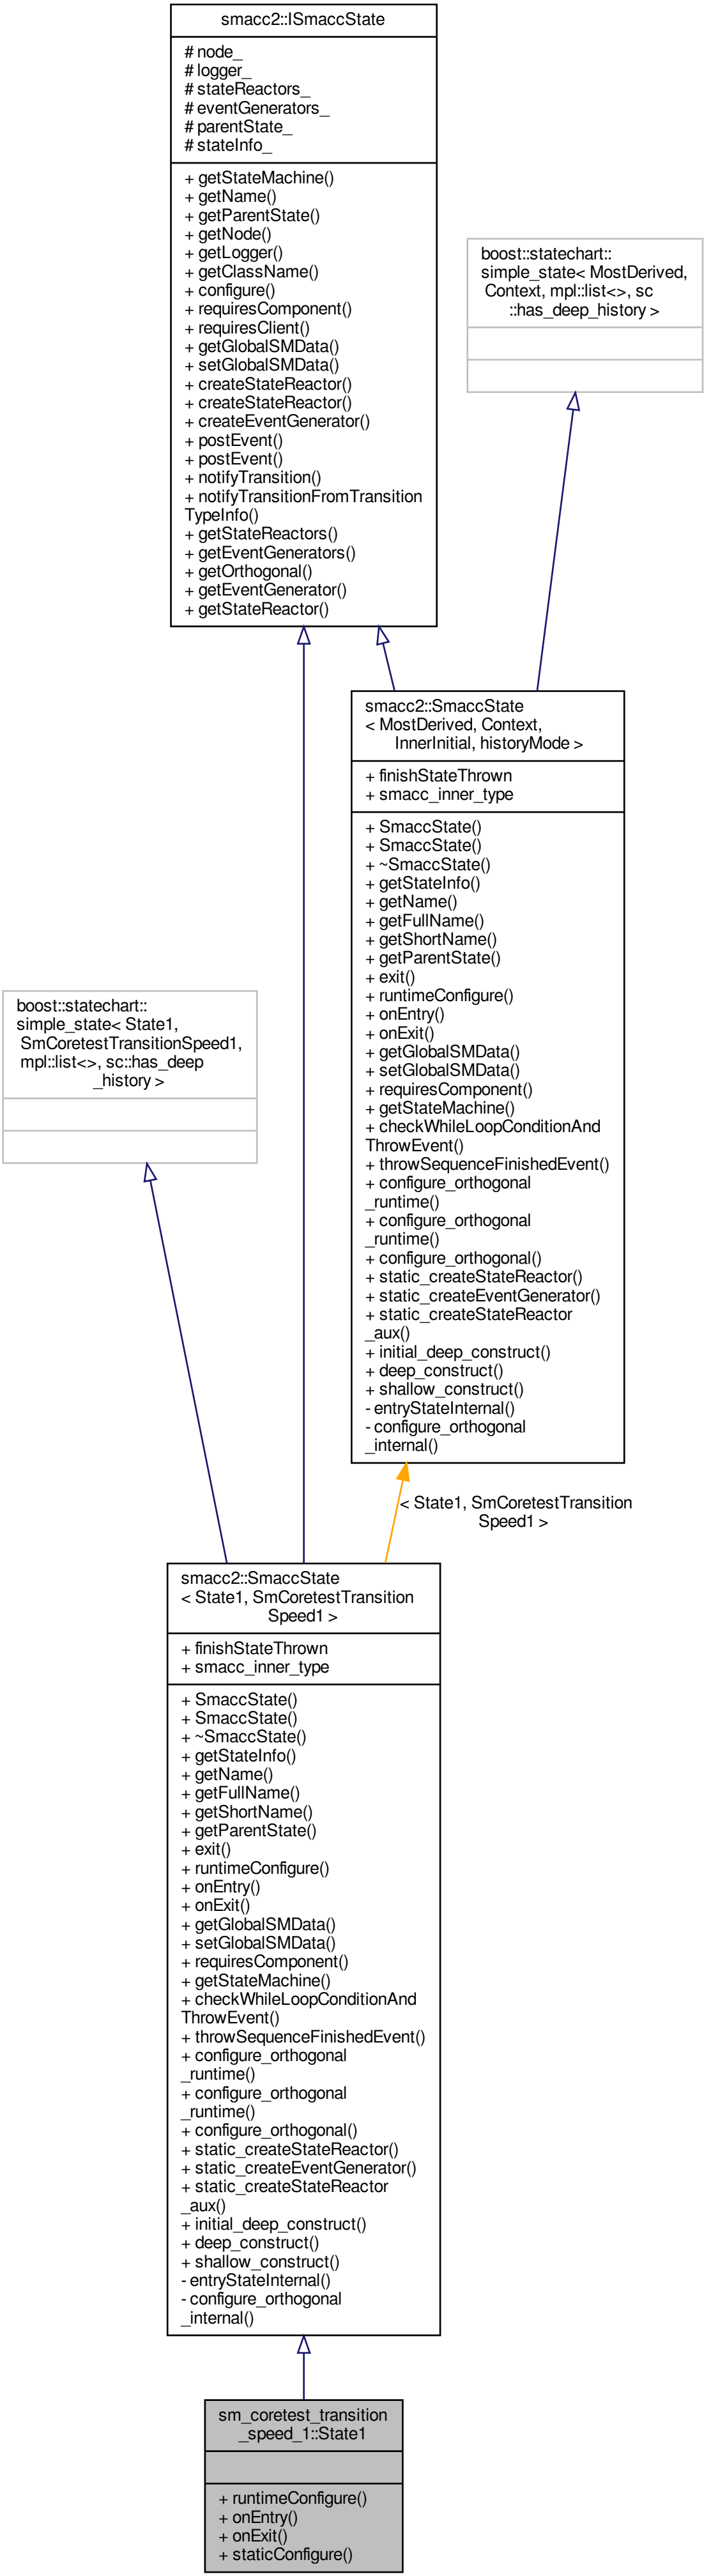 smacc2::ISmaccState
# node_
# logger_
# stateReactors_
# eventGenerators_
# parentState_
# stateInfo_
+ getStateMachine()
+ getName()
+ getParentState()
+ getNode()
+ getLogger()
+ getClassName()
+ configure()
+ requiresComponent()
+ requiresClient()
+ getGlobalSMData()
+ setGlobalSMData()
+ createStateReactor()
+ createStateReactor()
+ createEventGenerator()
+ postEvent()
+ postEvent()
+ notifyTransition()
+ notifyTransitionFromTransition
TypeInfo()
+ getStateReactors()
+ getEventGenerators()
+ getOrthogonal()
+ getEventGenerator()
+ getStateReactor()
boost::statechart::
simple_state< MostDerived,
Context, mpl::list<>, sc
::has_deep_history >
smacc2::SmaccState
< MostDerived, Context,
InnerInitial, historyMode >
+ finishStateThrown
+ smacc_inner_type
+ SmaccState()
+ SmaccState()
+ ~SmaccState()
+ getStateInfo()
+ getName()
+ getFullName()
+ getShortName()
+ getParentState()
+ exit()
+ runtimeConfigure()
+ onEntry()
+ onExit()
+ getGlobalSMData()
+ setGlobalSMData()
+ requiresComponent()
+ getStateMachine()
+ checkWhileLoopConditionAnd
ThrowEvent()
+ throwSequenceFinishedEvent()
+ configure_orthogonal
_runtime()
+ configure_orthogonal
_runtime()
+ configure_orthogonal()
+ static_createStateReactor()
+ static_createEventGenerator()
+ static_createStateReactor
_aux()
+ initial_deep_construct()
+ deep_construct()
+ shallow_construct()
- entryStateInternal()
- configure_orthogonal
_internal()
boost::statechart::
simple_state< State1,
SmCoretestTransitionSpeed1,
mpl::list<>, sc::has_deep
_history >
< State1, SmCoretestTransition
Speed1 >
smacc2::SmaccState
< State1, SmCoretestTransition
Speed1 >
+ finishStateThrown
+ smacc_inner_type
+ SmaccState()
+ SmaccState()
+ ~SmaccState()
+ getStateInfo()
+ getName()
+ getFullName()
+ getShortName()
+ getParentState()
+ exit()
+ runtimeConfigure()
+ onEntry()
+ onExit()
+ getGlobalSMData()
+ setGlobalSMData()
+ requiresComponent()
+ getStateMachine()
+ checkWhileLoopConditionAnd
ThrowEvent()
+ throwSequenceFinishedEvent()
+ configure_orthogonal
_runtime()
+ configure_orthogonal
_runtime()
+ configure_orthogonal()
+ static_createStateReactor()
+ static_createEventGenerator()
+ static_createStateReactor
_aux()
+ initial_deep_construct()
+ deep_construct()
+ shallow_construct()
- entryStateInternal()
- configure_orthogonal
_internal()
sm_coretest_transition
_speed_1::State1
+ runtimeConfigure()
+ onEntry()
+ onExit()
+ staticConfigure()